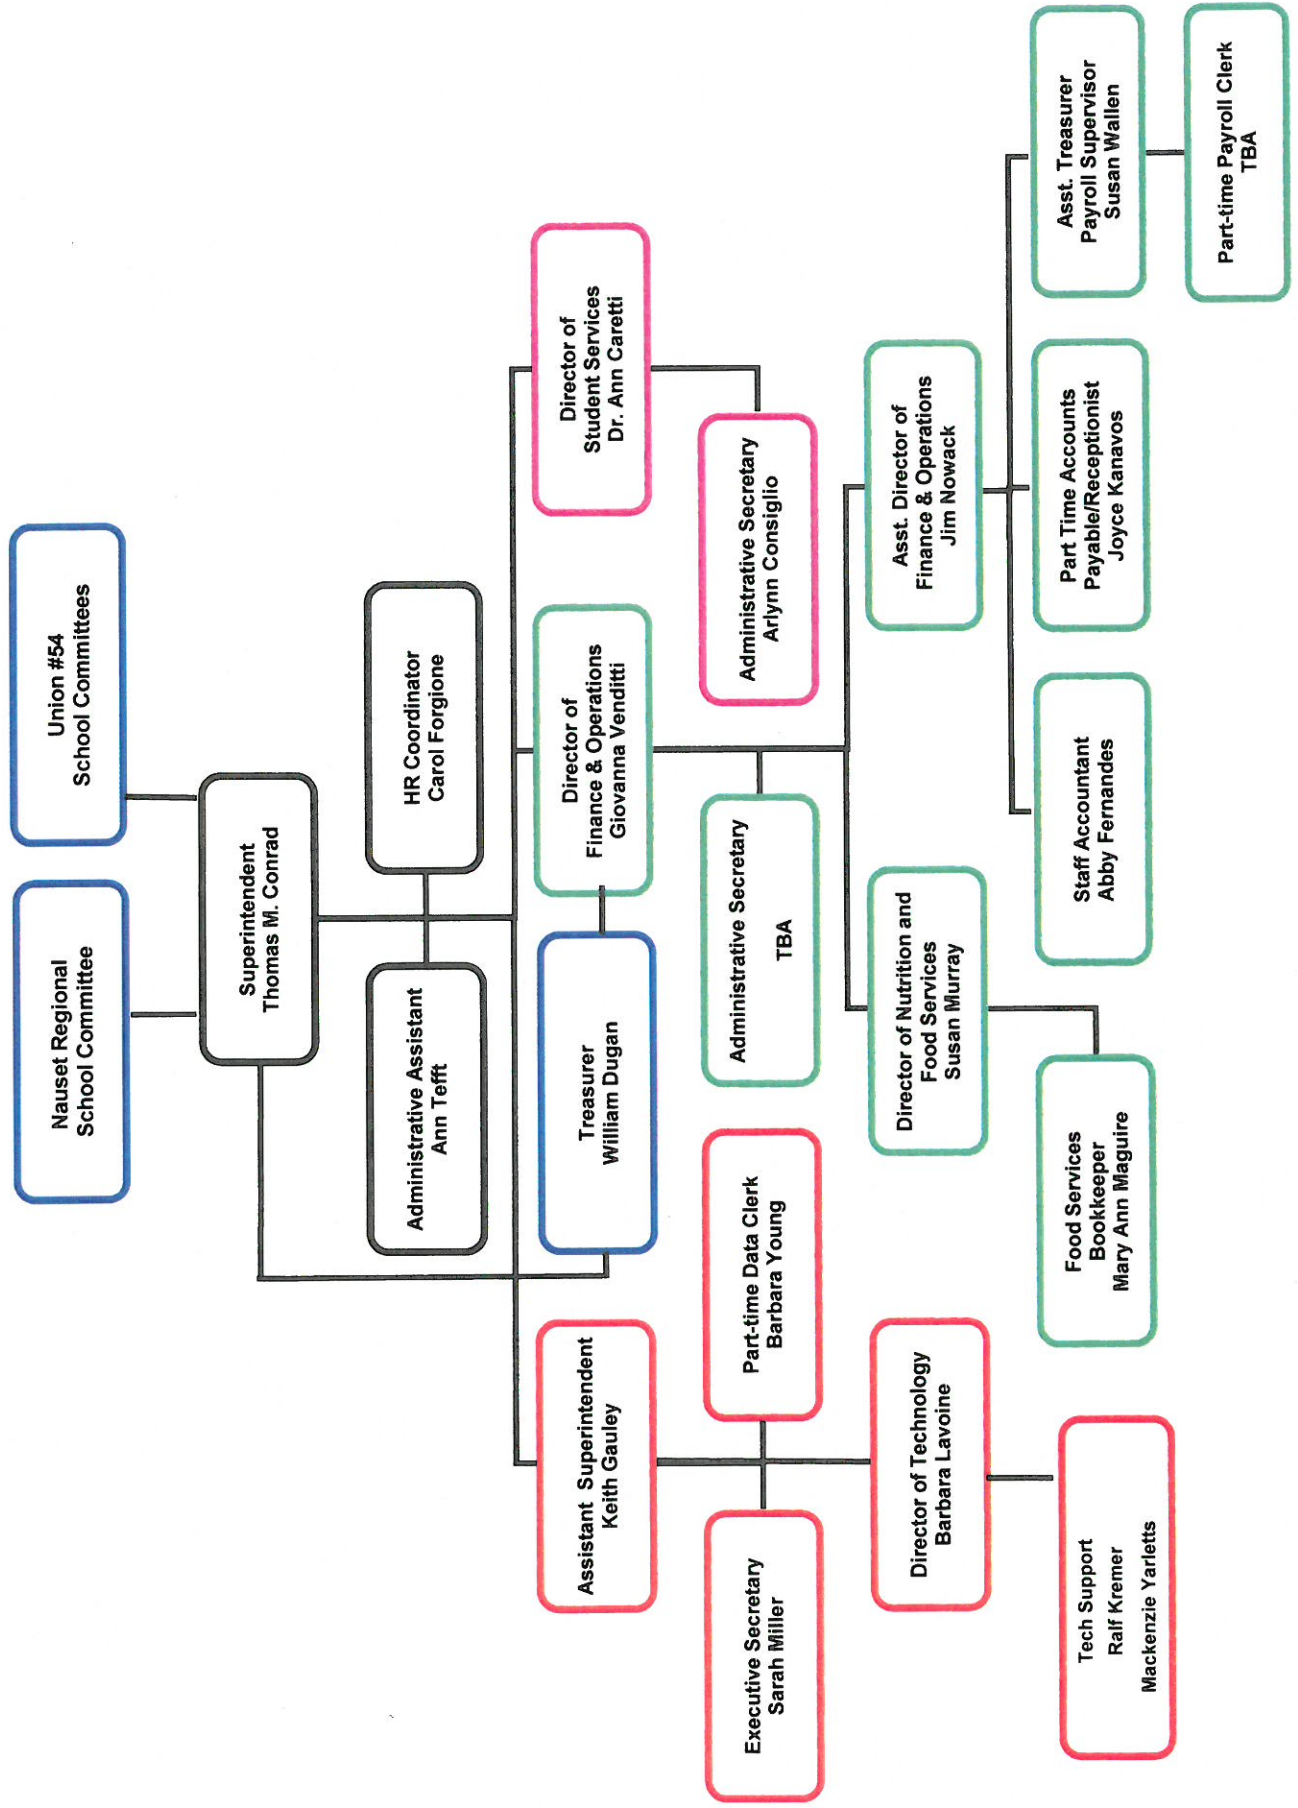 Nauset Regional
School Committee
Union #54
School Committees
Superintendent
Thomas M. Conrad
Administrative Assistant
Ann Tefft
HR Coordinator
Carol Forgione
Assistant Superintendent
Keith Gauley
Treasurer
William Dugan
Director of
Finance & Operations
Giovanna Venditti
Director of
Student Services
Dr. Ann Caretti
Executive Secretary
Sarah Miller
Part-time Data Clerk
Barbara Young
Administrative Secretary
TBA
Administrative Secretary
Arlynn Consiglio
Director of Technology
Barbara Lavoine
Director of Nutrition and
Food Services
Susan Murray
Asst. Director of
Finance & Operations
Jim Nowack
Tech Support
Ralf Kremer
Mackenzie Yarletts
Food Services
Bookkeeper
Mary Ann Maguire
Staff Accountant
Abby Fernandes
Part Time Accounts
Payable/Receptionist
Joyce Kanavos
Asst. Treasurer
Payroll Supervisor
Susan Wallen
Part-time Payroll Clerk
TBA